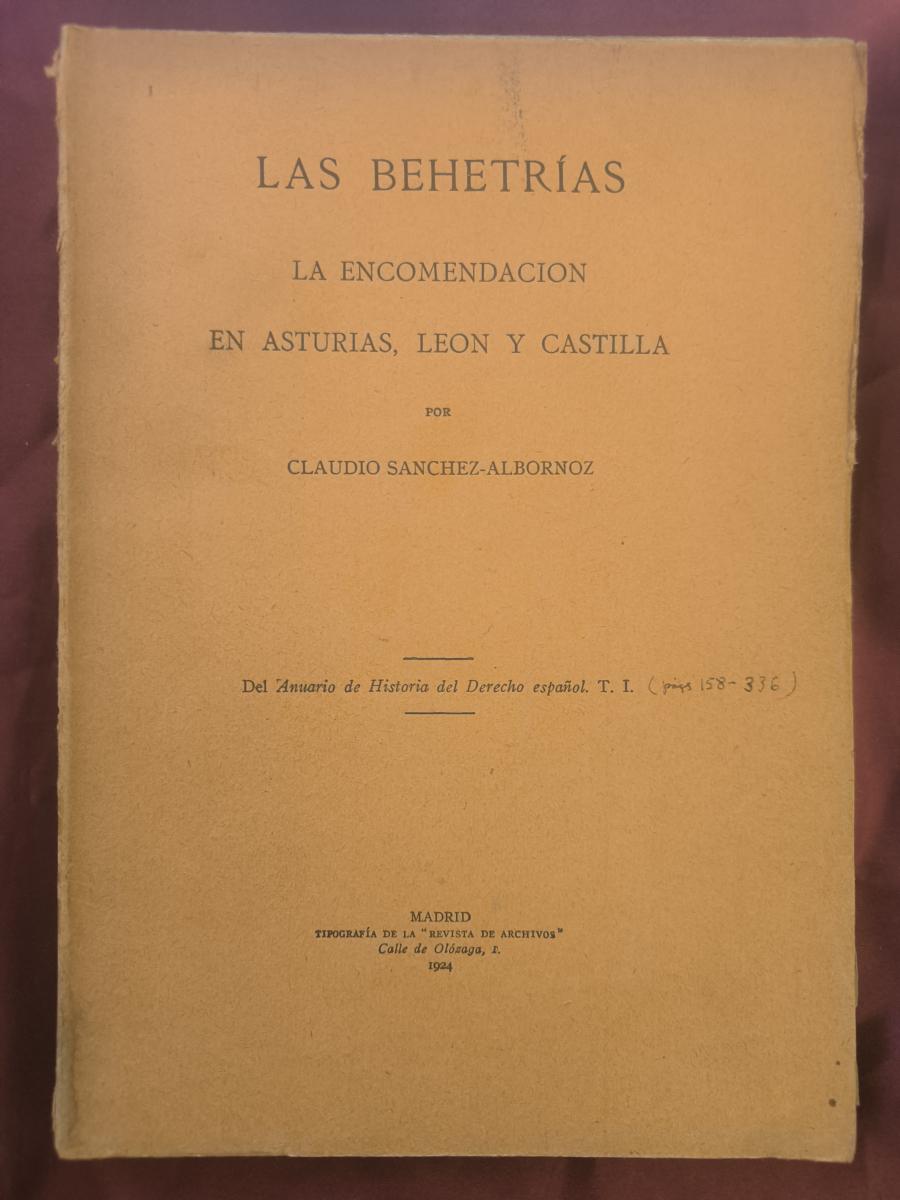 LAS BEHETRÍAS
LA ENCOMENDACION
EN ASTURIAS, LEON Y CASTILLA
POR
CLAUDIO SANCHEZ-ALBORNOZ
Del Anuario de Historia del Derecho español. T. I. (págs 158-336)
MADRID
TIPOGRAFÍA DE LA "REVISTA DE ARCHIVOS"
Calle de Olózaga, 1.
1924